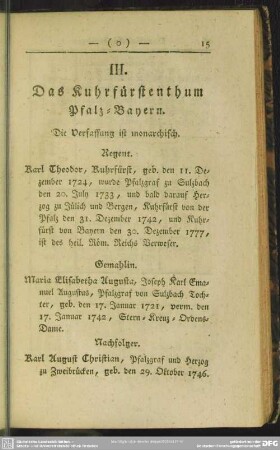 — ( 0 ) — 15
III.
Das Kuhrfürstenthum
Pfalz-Bayern.
Die Verfassung ist monarchisch.
Regent.
Karl Theodor, Kuhrfürst, geb. den 11. De-
zember 1724, wurde Pfalzgraf zu Sulzbach
den 20. July 1733, und bald darauf Her-
zog zu Jülich und Bergen, Kuhrfürst von der
Pfalz den 31. Dezember 1742, und Kuhr-
fürst von Bayern den 30. Dezember 1777,
ist des heil. Röm. Reichs Verweser.
Gemahlin.
Maria Elisabetha Augusta, Joseph Karl Ema-
nuel Augustus, Pfalzgraf von Sulzbach Toch-
ter, geb. den 17. Januar 1721, verm. den
17. Januar 1742, Stern-Kreuz-Ordens-
Dame.
Nachfolger.
Karl August Christian, Pfalzgraf und Herzog
zu Zweibrücken, geb. den 29. Oktober 1746.
DFG